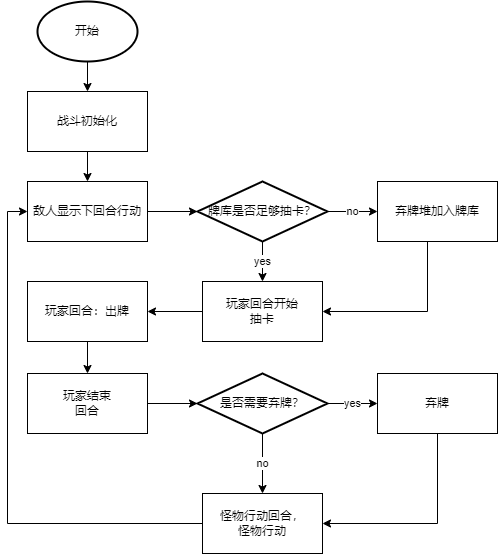 开始
战斗初始化
敌人显示下回合行动
牌库是否足够抽卡？
no
弃牌堆加入牌库
yes
玩家回合：出牌
玩家回合开始
抽卡
玩家结束
回合
是否需要弃牌？
yes
弃牌
no
怪物行动回合，
怪物行动